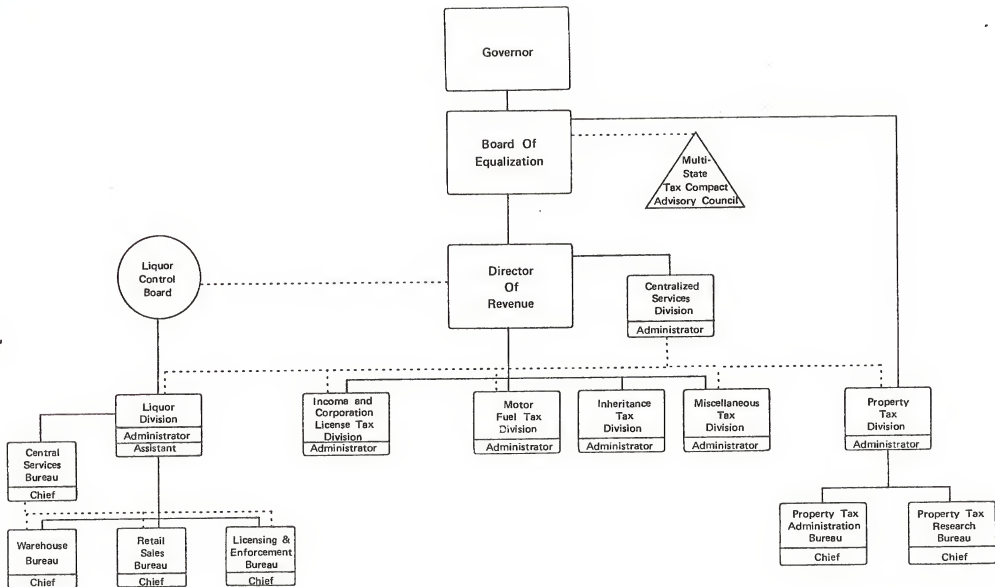 Governor
Board Of
Equalization
Multi-
State
Tax Compact
Advisory Council
Liquor
Control
Board
Director
Of
Revenue
Centralized
Services
Division
Administrator
Liquor
Division
Administrator
Assistant
Income and
Corporation
License Tax
Division
Administrator
Motor
Fuel Tax
Division
Administrator
Inheritance
Tax
Division
Administrator
Miscellaneous
Tax
Division
Administrator
Property
Tax
Division
Administrator
Central
Services
Bureau
Chief
Warehouse
Bureau
Chief
Retail
Sales
Bureau
Chief
Licensing &
Enforcement
Bureau
Chief
Property Tax
Administration
Bureau
Chief
Property Tax
Research
Bureau
Chief